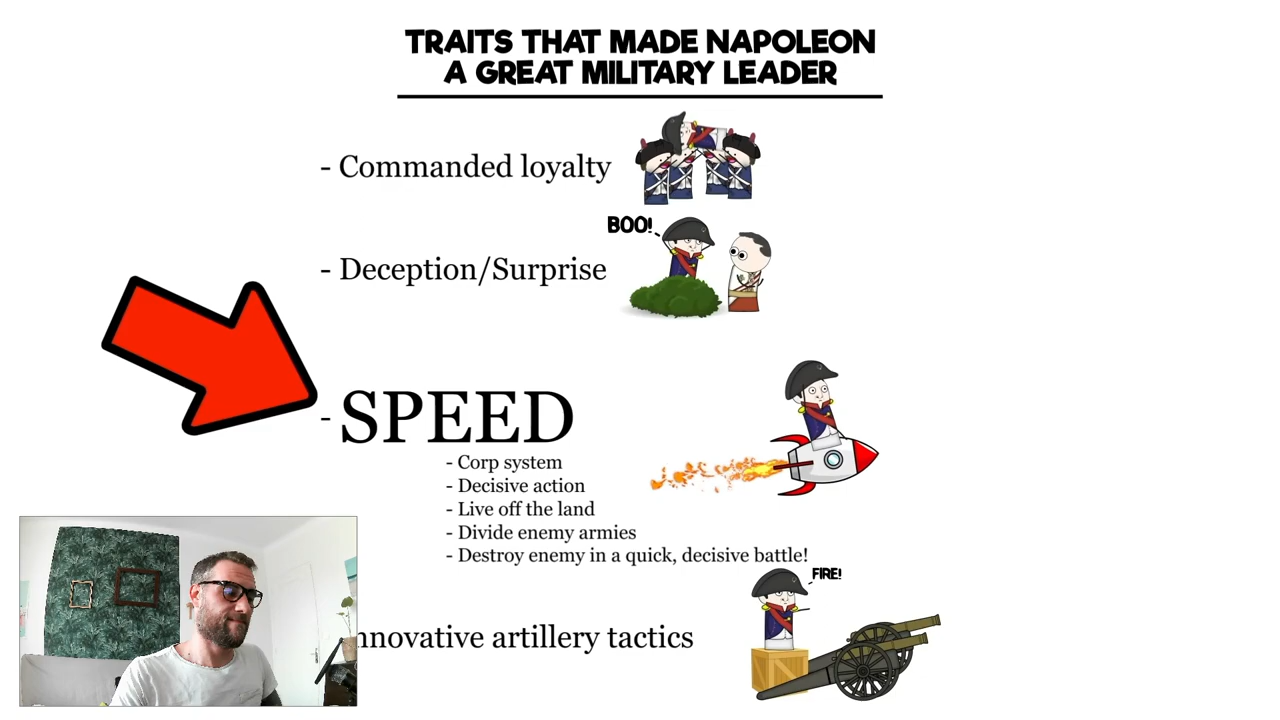 TRAITS THAT MADE NAPOLEON
A GREAT MILITARY LEADER
- Commanded loyalty
BOO!
- Deception/Surprise
- SPEED
- Corp system
- Decisive action
- Live off the land
- Divide enemy armies
- Destroy enemy in a quick, decisive battle!
FIRE!
nnovative artillery tactics